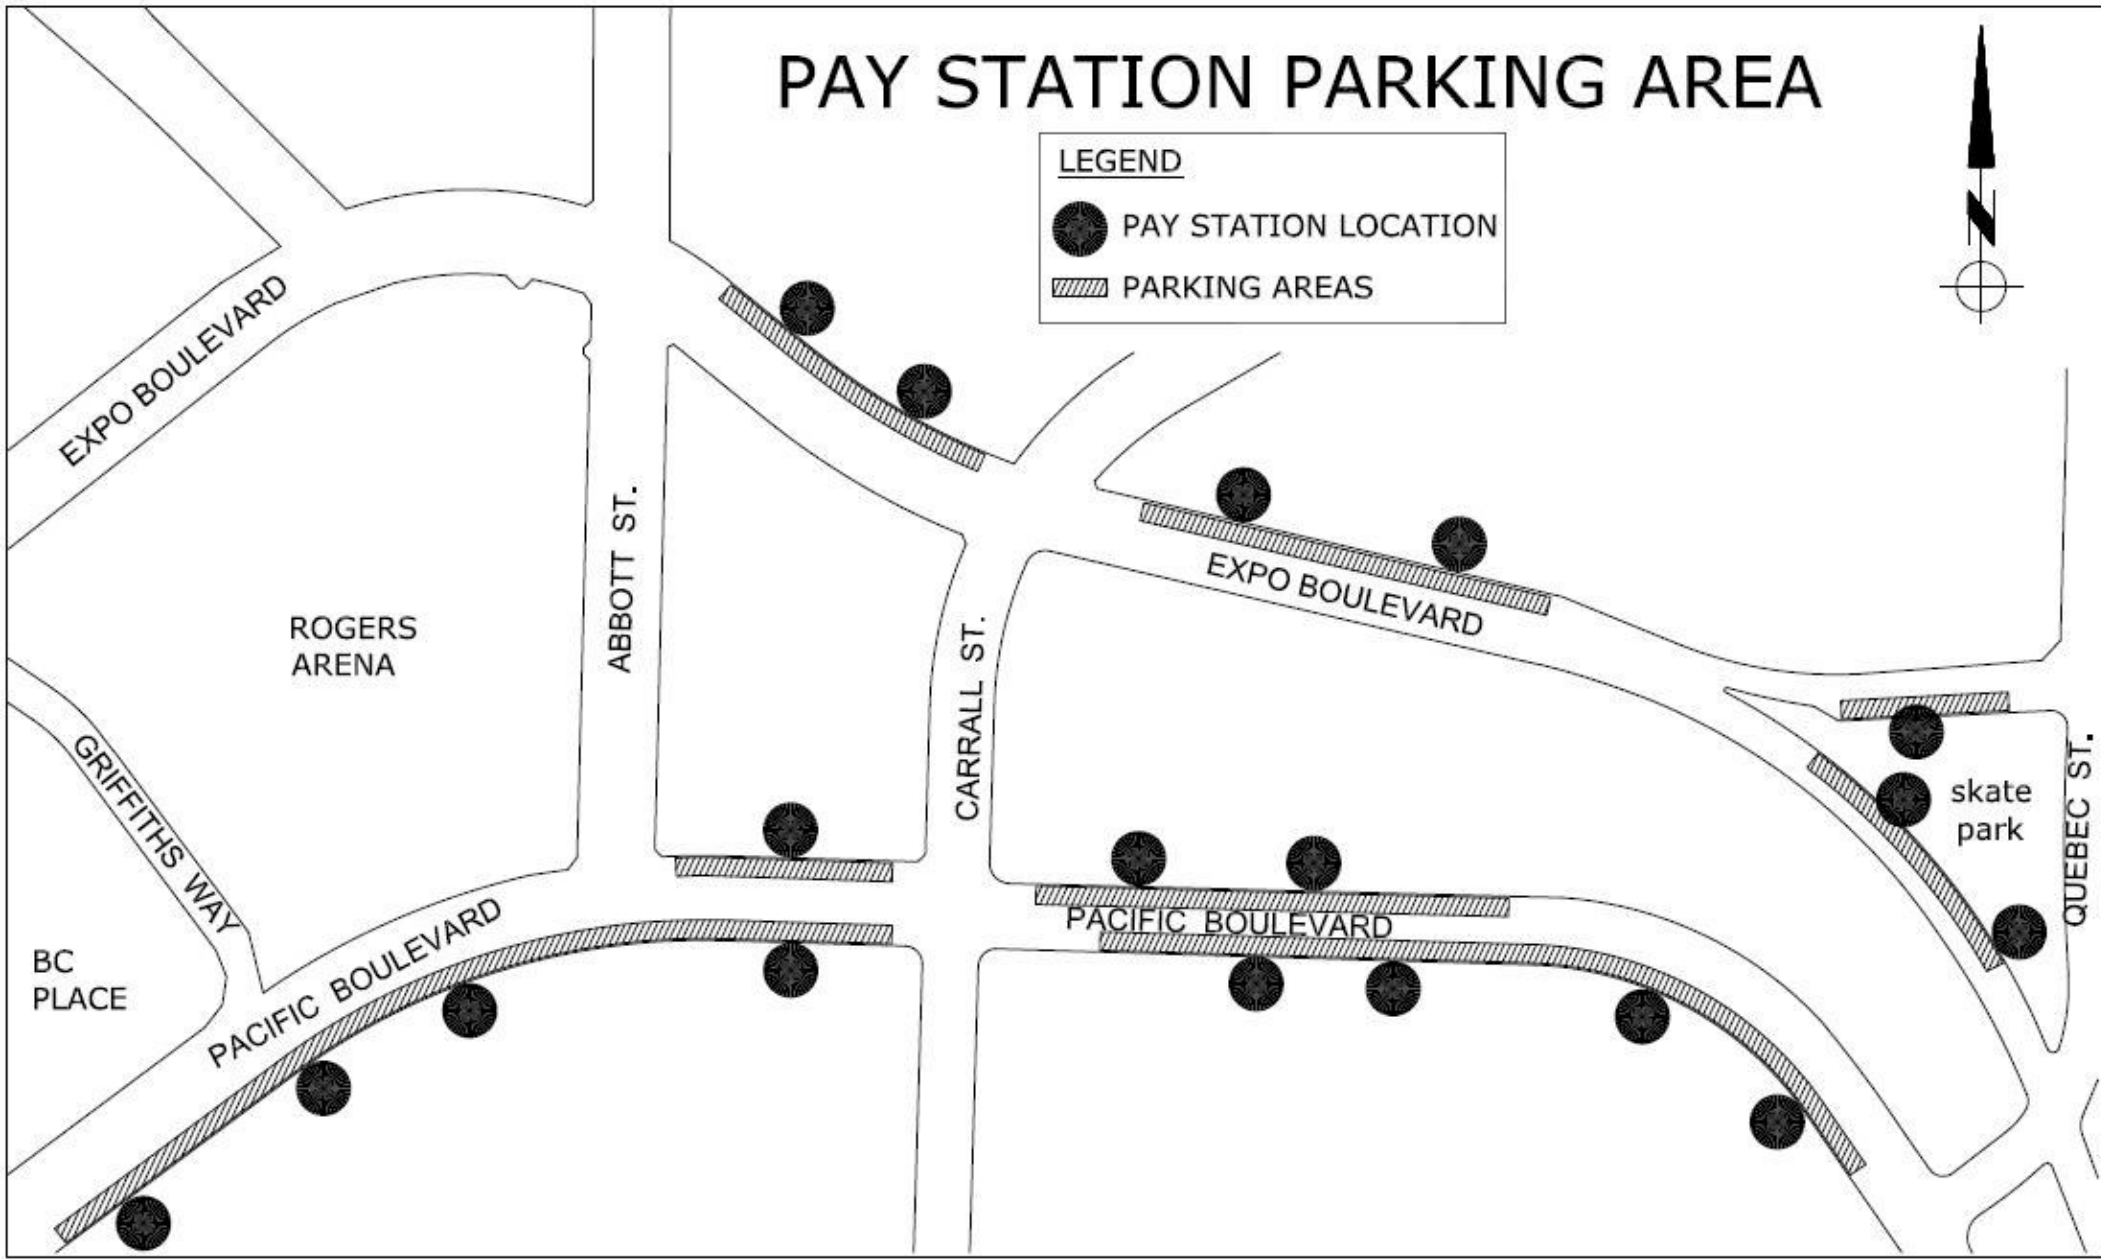 PAY STATION PARKING AREA
LEGEND
PAY STATION LOCATION
PARKING AREAS
N
EXPO BOULEVARD
ABBOTT ST.
EXPO BOULEVARD
ROGERS
ARENA
CARRALL ST.
GRIFFITHS WAY
skate
park
QUEBEC ST.
PACIFIC BOULEVARD
PACIFIC BOULEVARD
BC
PLACE